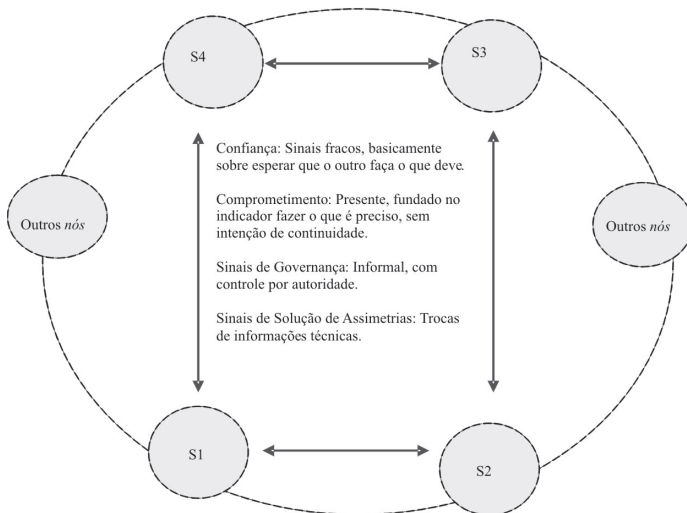 S4
S3
Confiança: Sinais fracos, basicamente
sobre esperar que o outro faça o que deve.
Comprometimento: Presente, fundado no
indicador fazer o que é preciso, sem
intenção de continuidade.
Sinais de Governança: Informal, com
controle por autoridade.
Sinais de Solução de Assimetrias: Trocas
de informações técnicas.
Outros nós
Outros nós
S1
S2